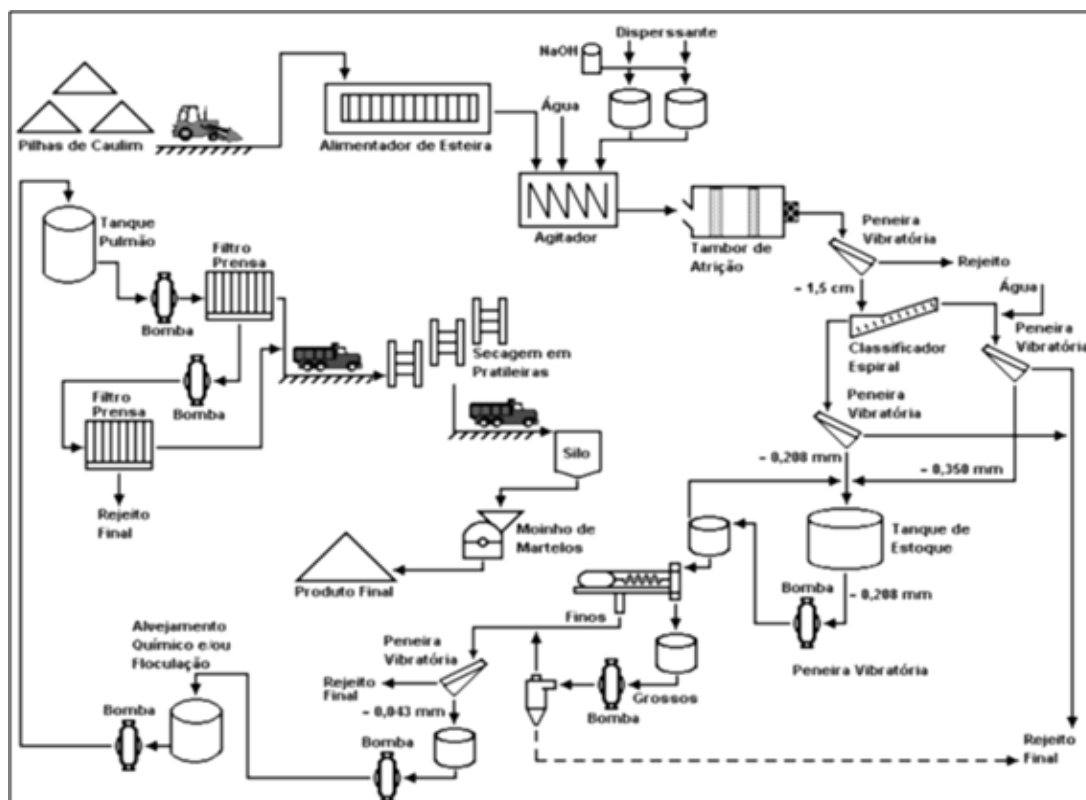 Disperssante
NaOH
Água
Pilhas de Caulim
Alimentador de Esteira
Agitador
Tambor de
Atrição
Peneira
Vibratória
Rejeito
- 1,5 cm
Água
Classificador
Espiral
Peneira
Vibratória
Peneira
Vibratória
- 0,208 mm
- 0,350 mm
Tanque de
Estoque
- 0,208 mm
Bomba
Peneira Vibratória
Tanque
Pulmão
Filtro
Prensa
Bomba
Bomba
Filtro
Prensa
Rejeito
Final
Secagem em
Pratileiras
Silo
Moinho de
Martelos
Produto Final
Finos
Grossos
Bomba
Peneira
Vibratória
Rejeito
Final
- 0,043 mm
Bomba
Alvejamento
Químico e/ou
Floculação
Bomba
Rejeito
Final